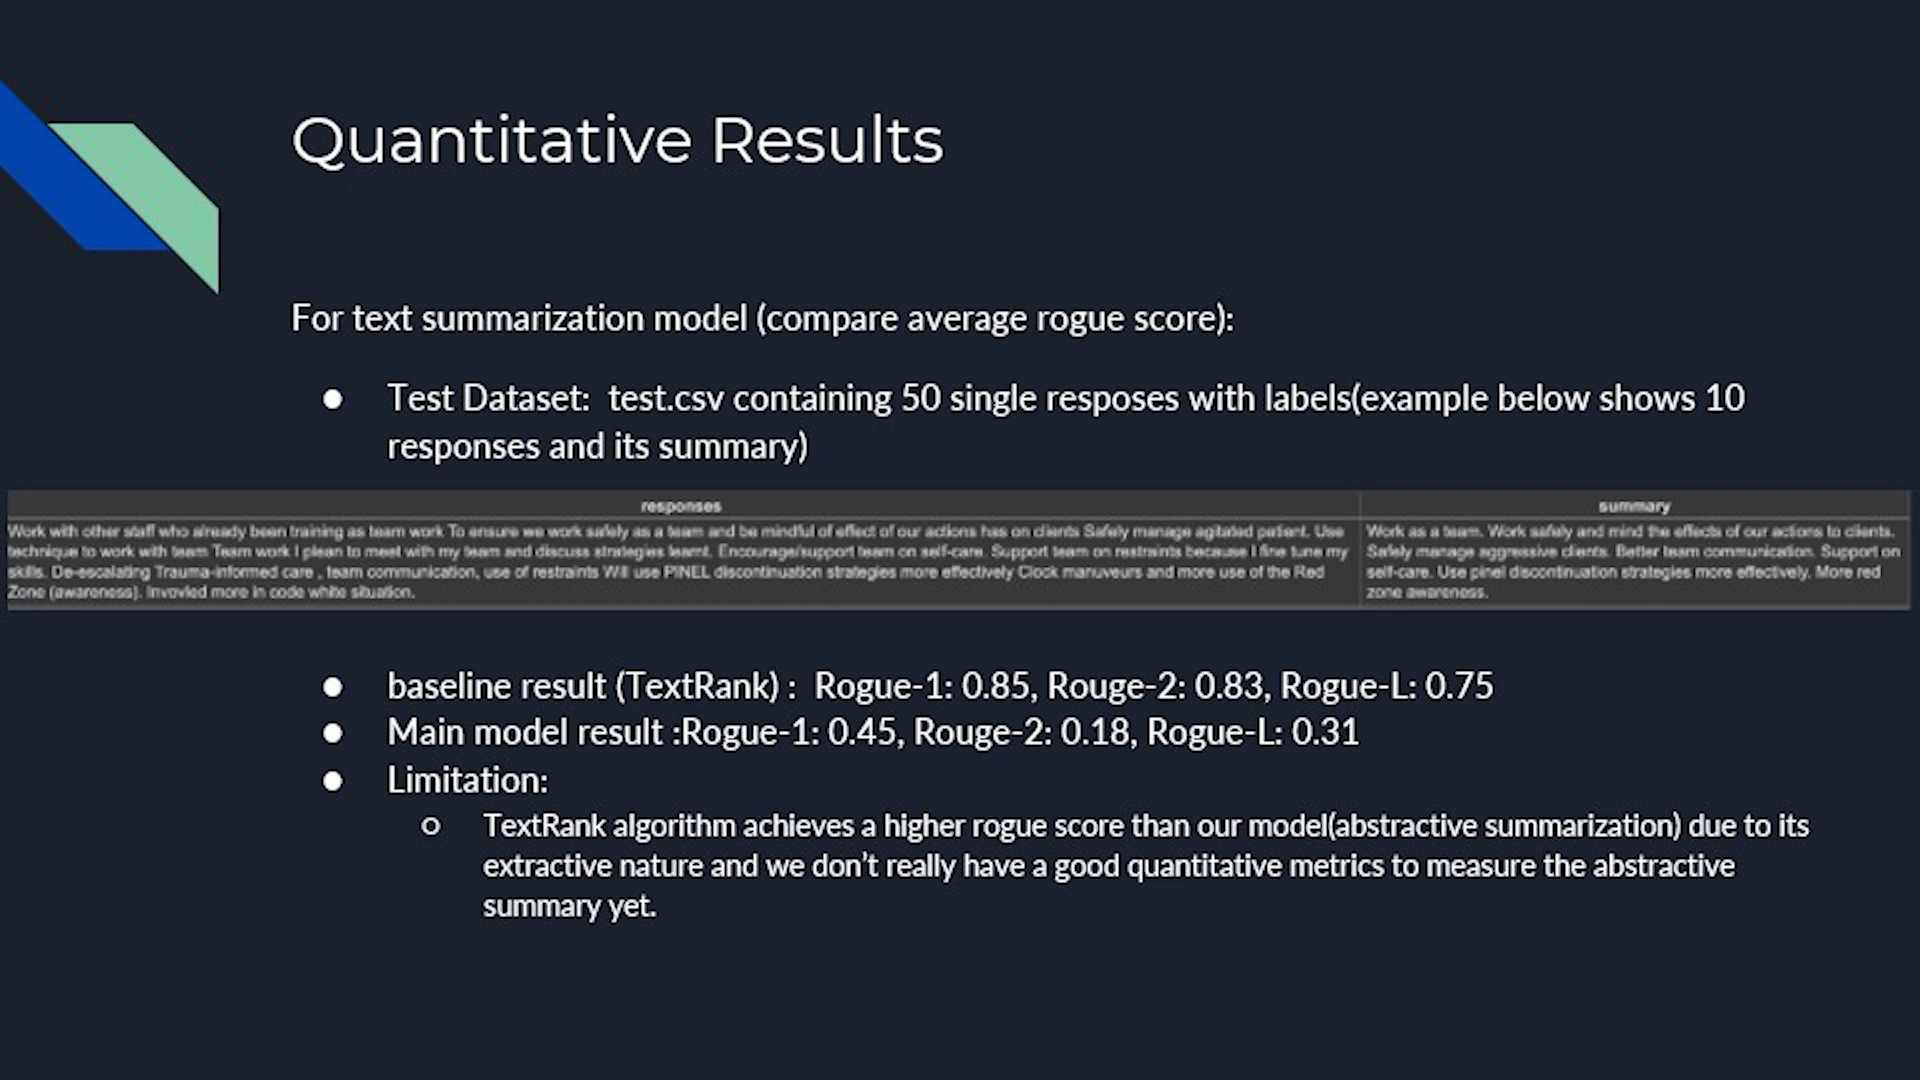 Quantitative Results
For text summarization model (compare average rogue score):
● Test Dataset: test.csv containing 50 single resposes with labels(example below shows 10
responses and its summary)
responses summary
Work with other staff who already been training as team work To ensure we work safely as a team and be mindful of effect of our actions has on clients Safely manage agitated patient. Use
technique to work with team Team work I plean to meet with my team and discuss strategies learnt. Encourage/support team on self-care. Support team on restraints because I fine tune my
skills. De-escalating Trauma-informed care , team communication, use of restraints Will use PINEL discontinuation strategies more effectively Clock manuveurs and more use of the Red
Zone (awareness). Invovled more in code white situation.
Work as a team. Work safely and mind the effects of our actions to clients.
Safely manage aggressive clients. Better team communication. Support on
self-care. Use pinel discontinuation strategies more effectively. More red
zone awareness.
● baseline result (TextRank) : Rogue-1: 0.85, Rouge-2: 0.83, Rogue-L: 0.75
● Main model result :Rogue-1: 0.45, Rouge-2: 0.18, Rogue-L: 0.31
● Limitation:
○ TextRank algorithm achieves a higher rogue score than our model(abstractive summarization) due to its
extractive nature and we don't really have a good quantitative metrics to measure the abstractive
summary yet.